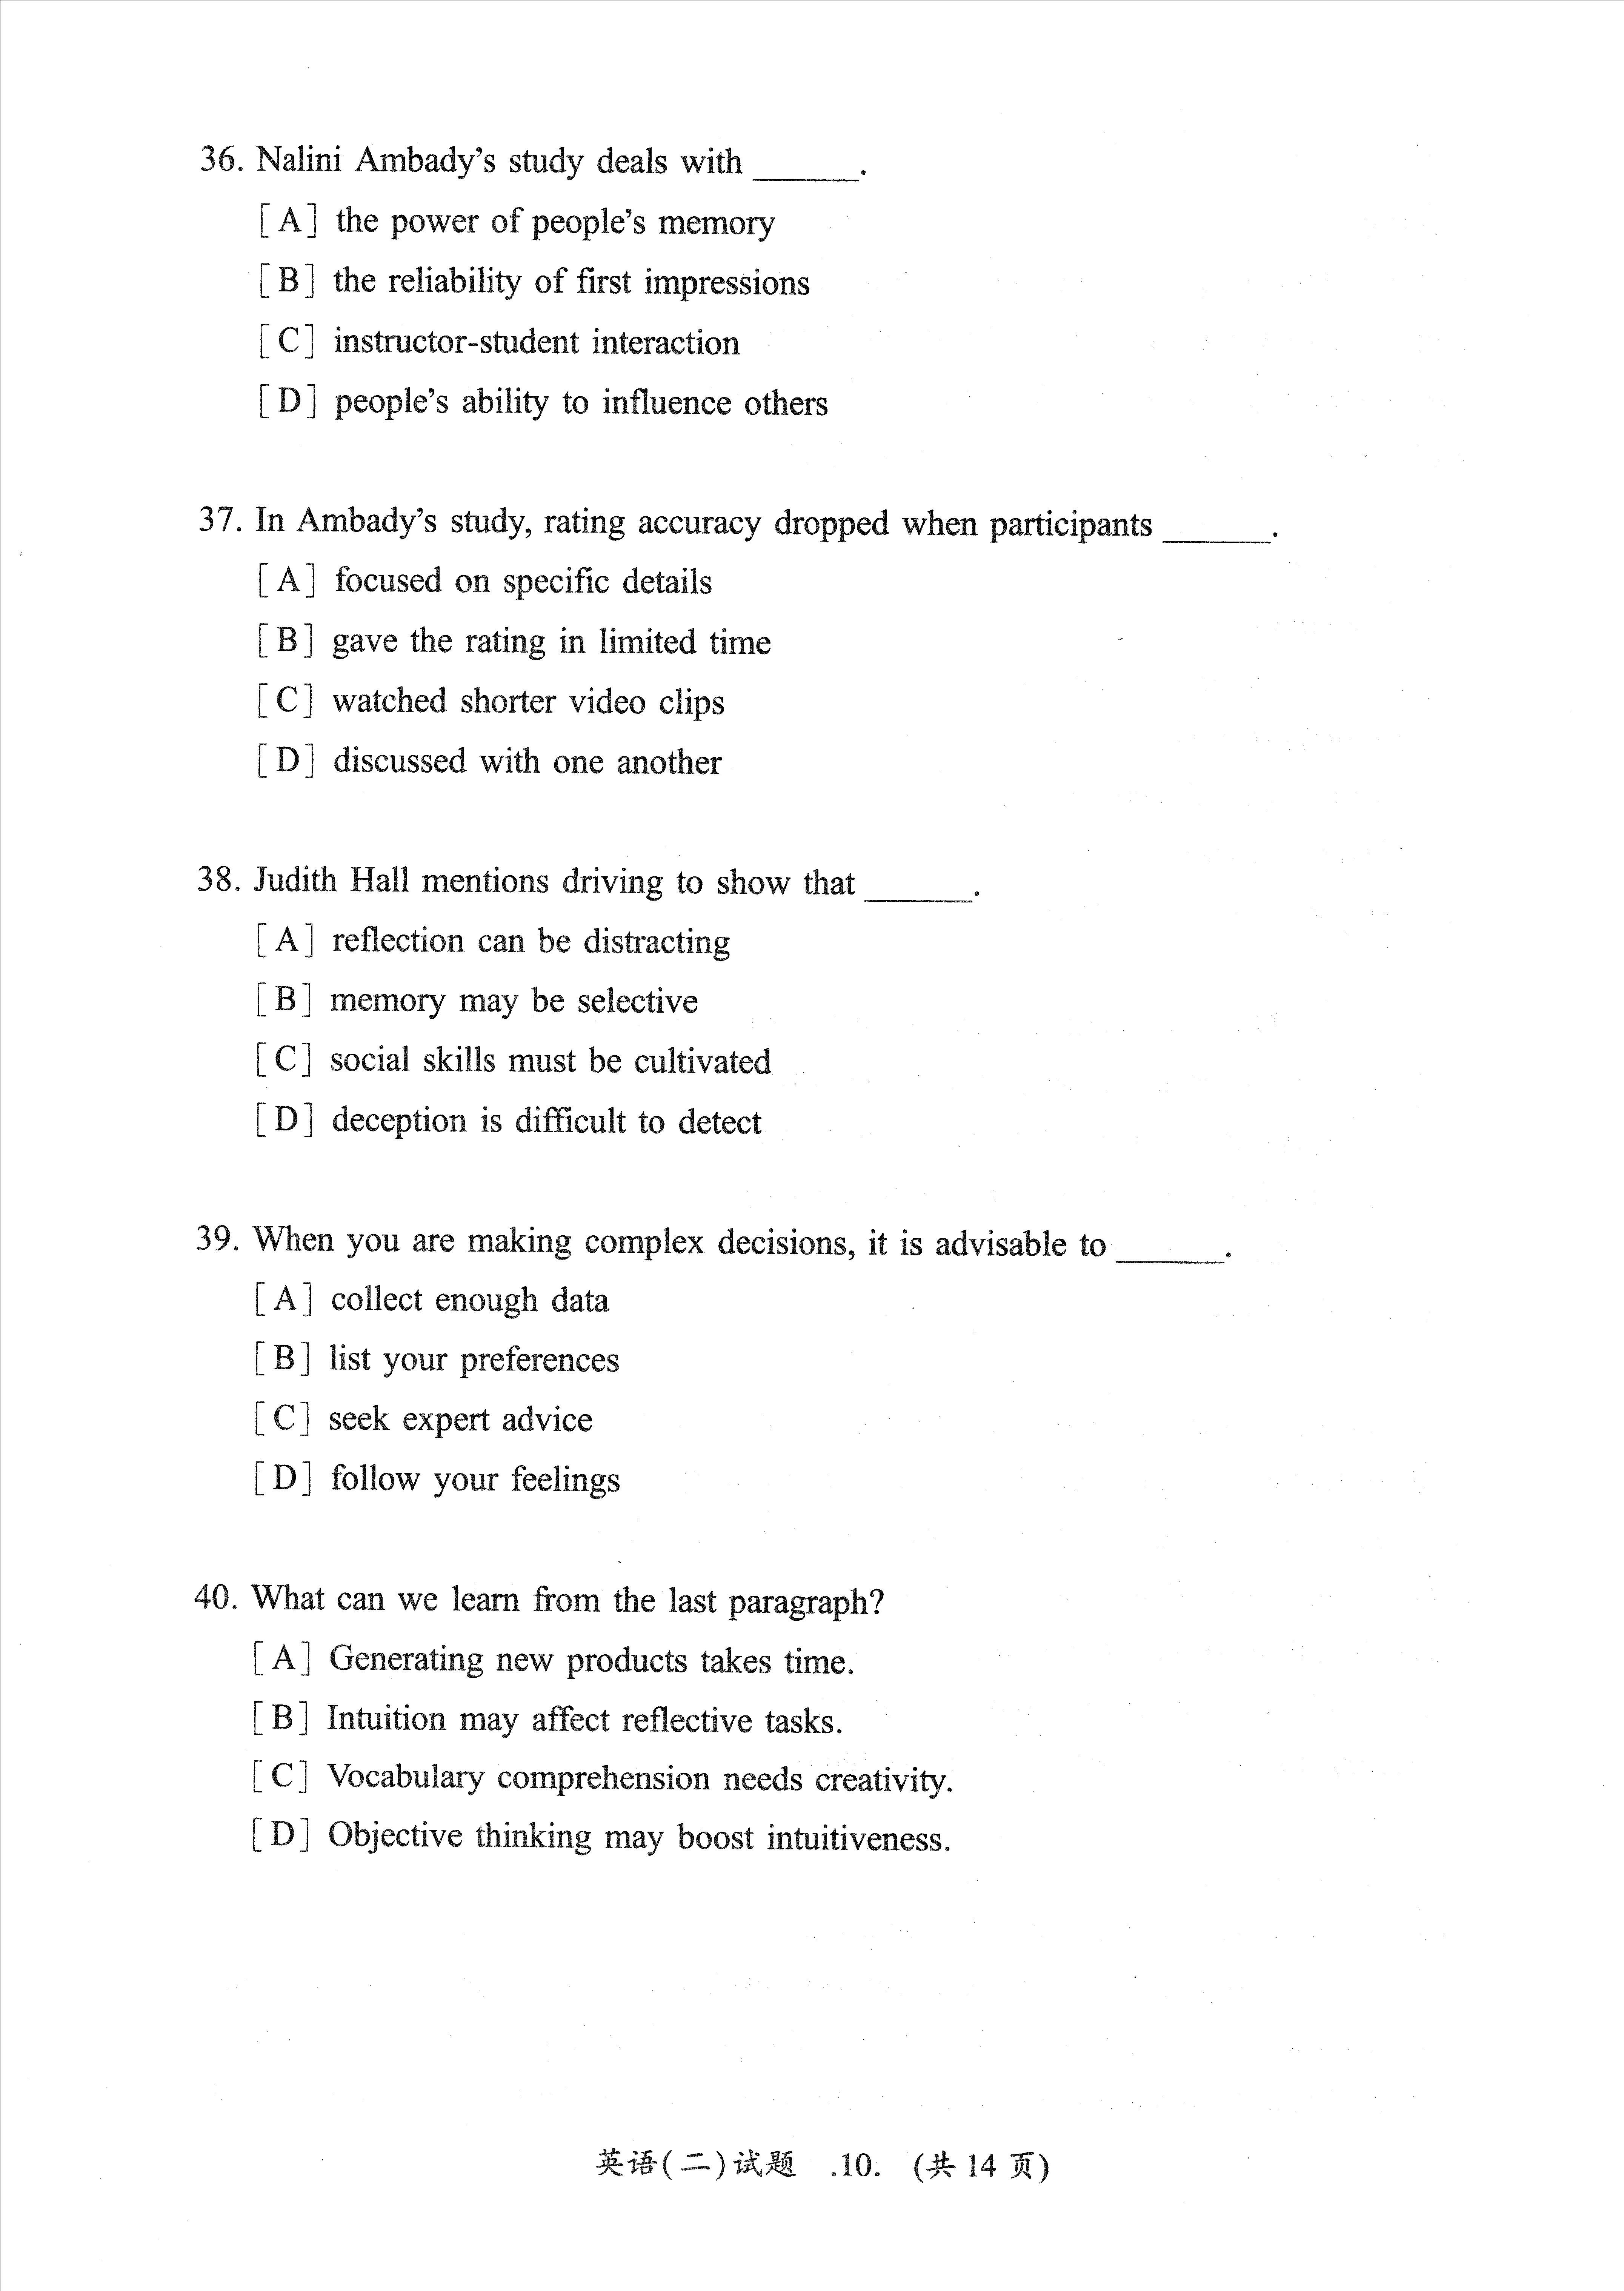 36. Nalini Ambady’s study deals with ______.
[ A ] the power of people’s memory
[ B ] the reliability of first impressions
[ C ] instructor-student interaction
[ D ] people’s ability to influence others
37. In Ambady’s study, rating accuracy dropped when participants ______.
[ A ] focused on specific details
[ B ] gave the rating in limited time
[ C ] watched shorter video clips
[ D ] discussed with one another
38. Judith Hall mentions driving to show that ______.
[ A ] reflection can be distracting
[ B ] memory may be selective
[ C ] social skills must be cultivated
[ D ] deception is difficult to detect
39. When you are making complex decisions, it is advisable to ______.
[ A ] collect enough data
[ B ] list your preferences
[ C ] seek expert advice
[ D ] follow your feelings
40. What can we learn from the last paragraph?
[ A ] Generating new products takes time.
[ B ] Intuition may affect reflective tasks.
[ C ] Vocabulary comprehension needs creativity.
[ D ] Objective thinking may boost intuitiveness.
英语(二)试题 .10. (共 14 页)